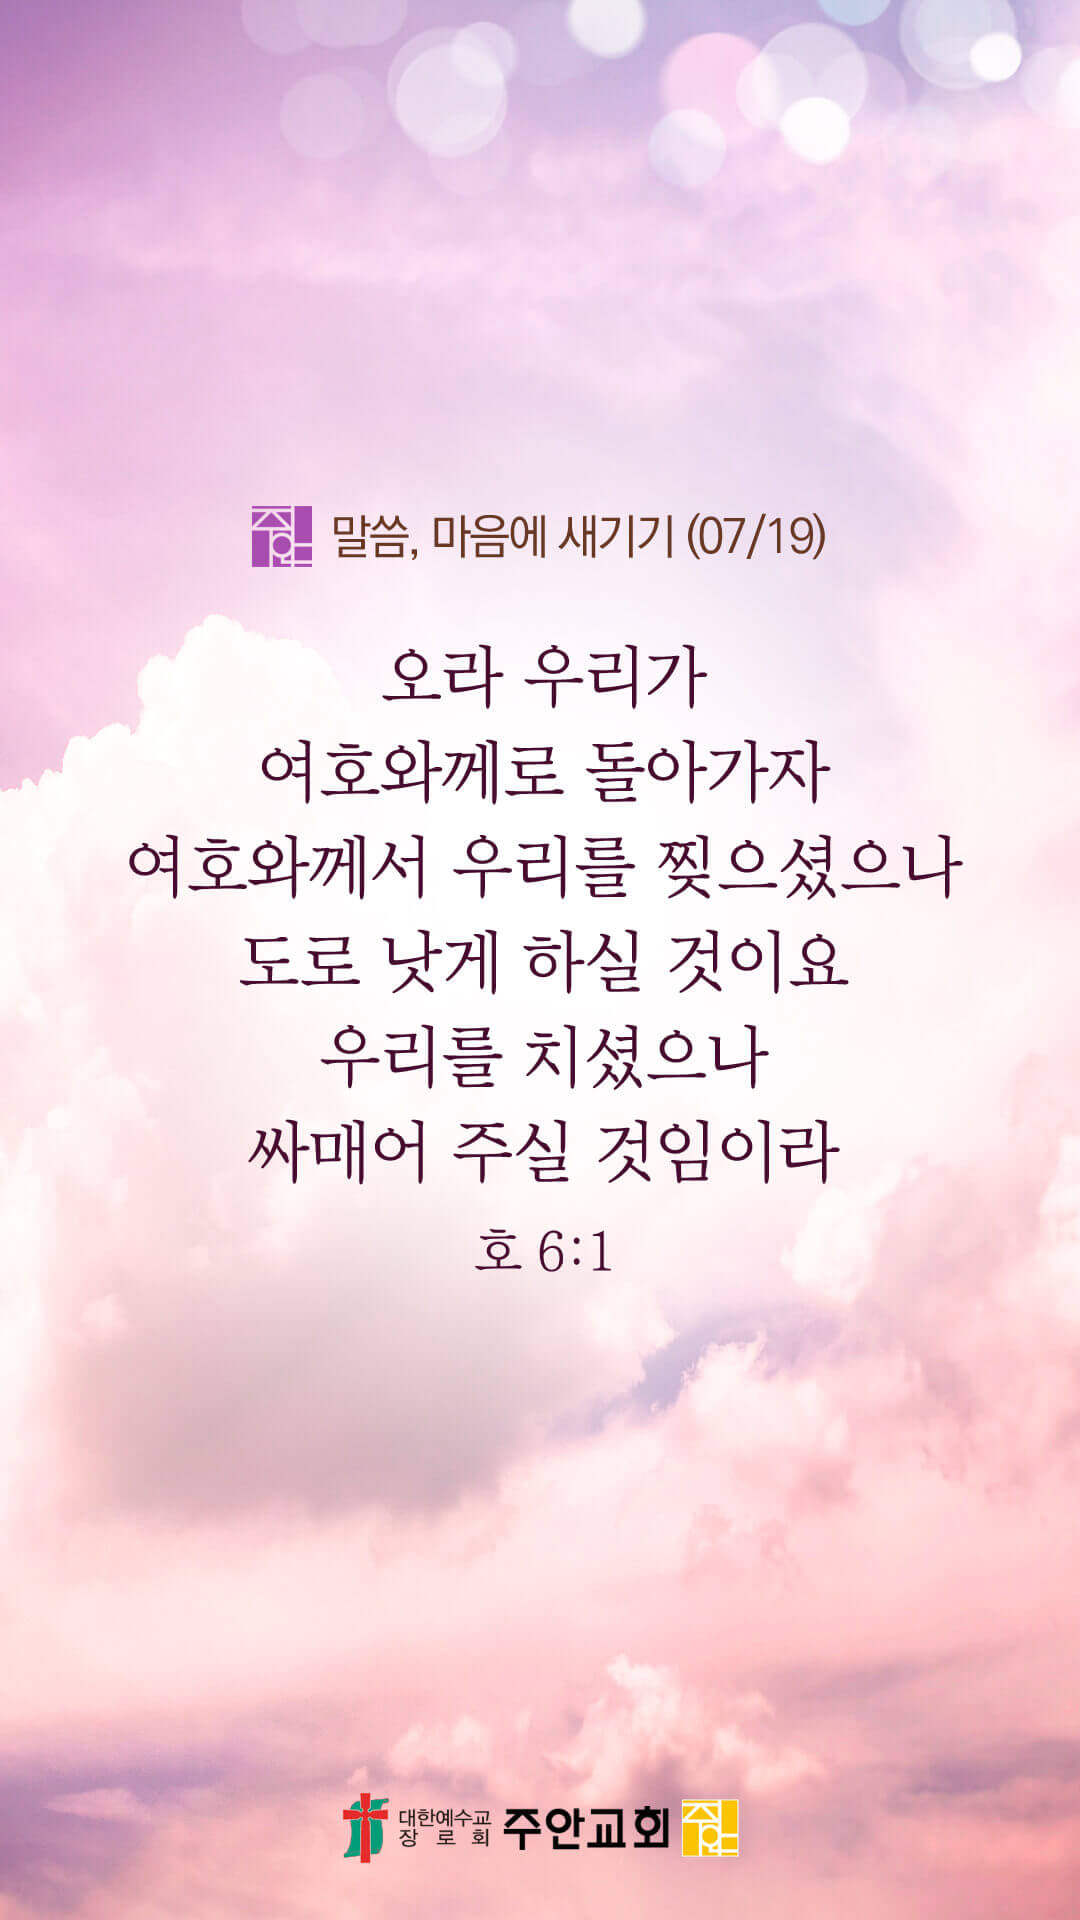 주안 말씀, 마음에 새기기 (07/19)
오라 우리가
여호와께로 돌아가자
여호와께서 우리를 찢으셨으나
도로 낫게 하실 것이요
우리를 치셨으나
싸매어 주실 것임이라
호 6:1
대한예수교
장로회
주안교회 주안